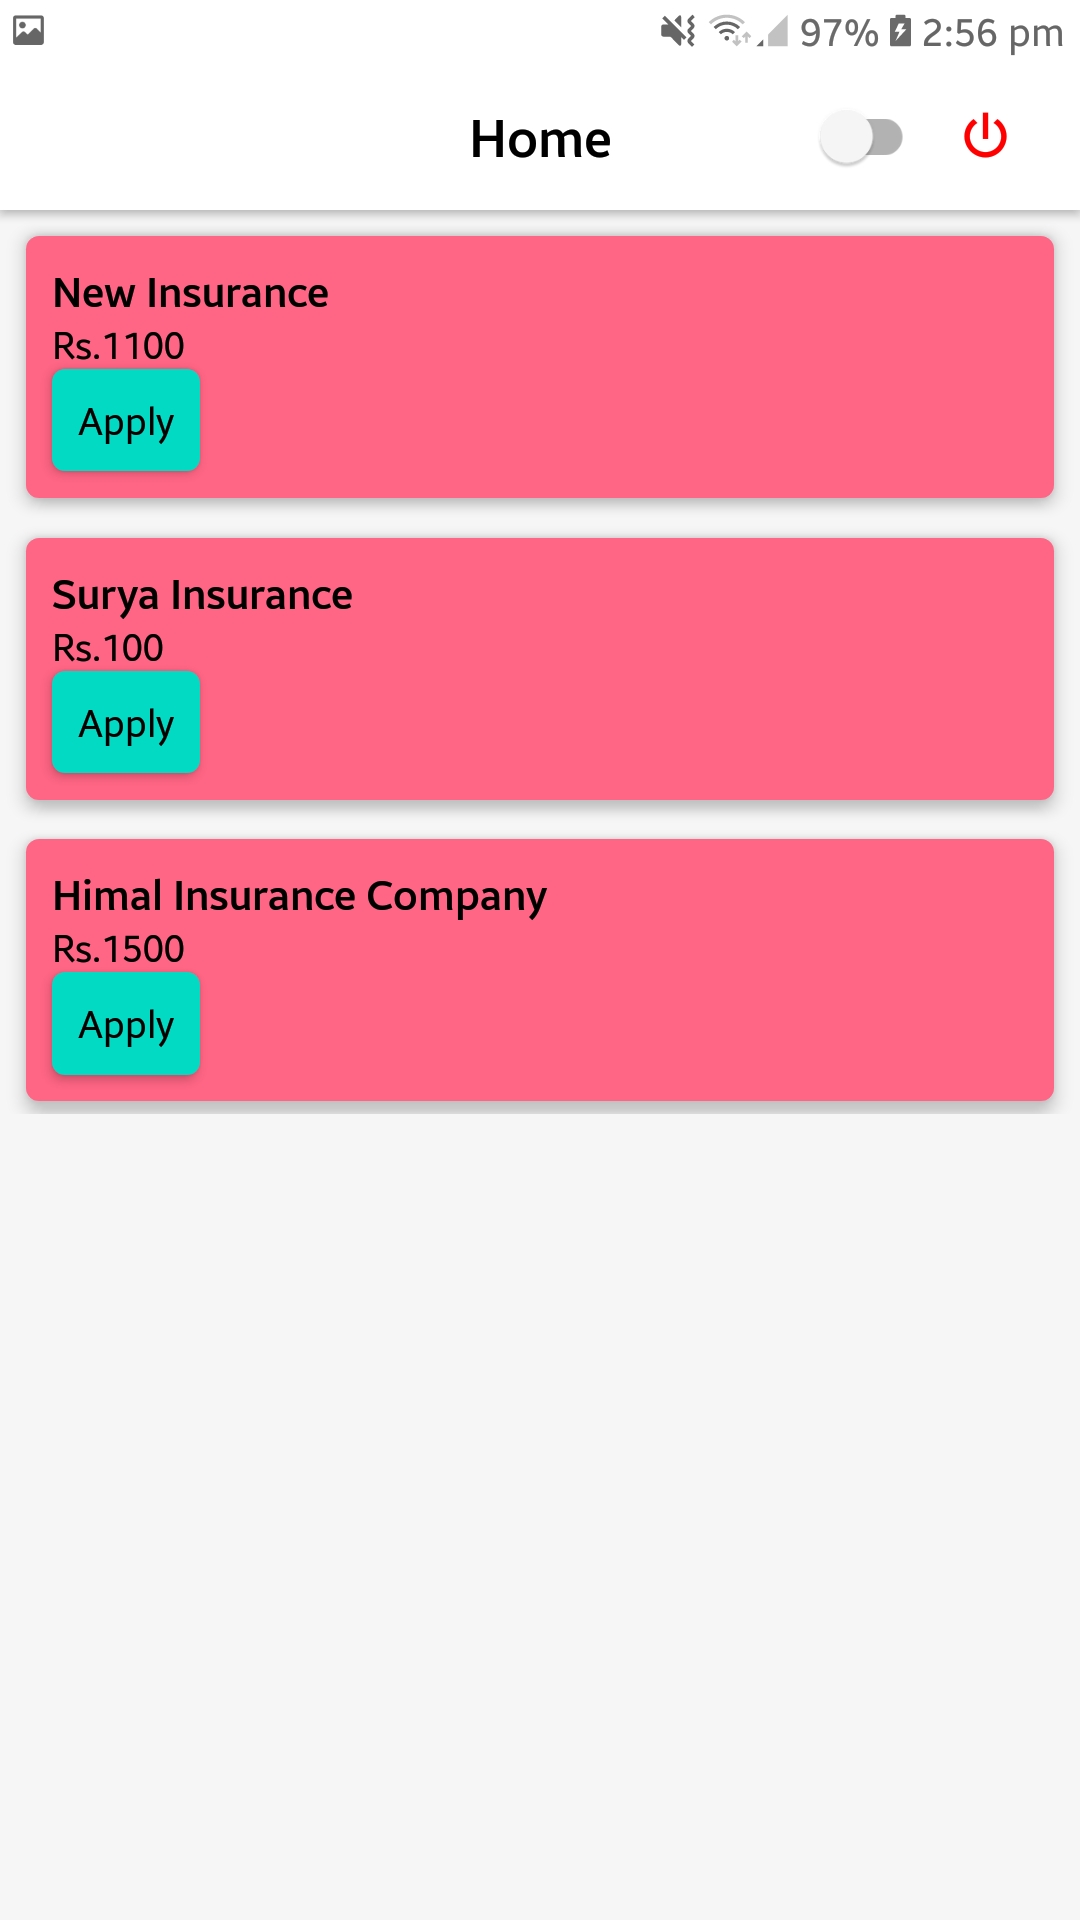 97% 2:56 pm
Home
New Insurance
Rs.1100
Apply
Surya Insurance
Rs.100
Apply
Himal Insurance Company
Rs.1500
Apply